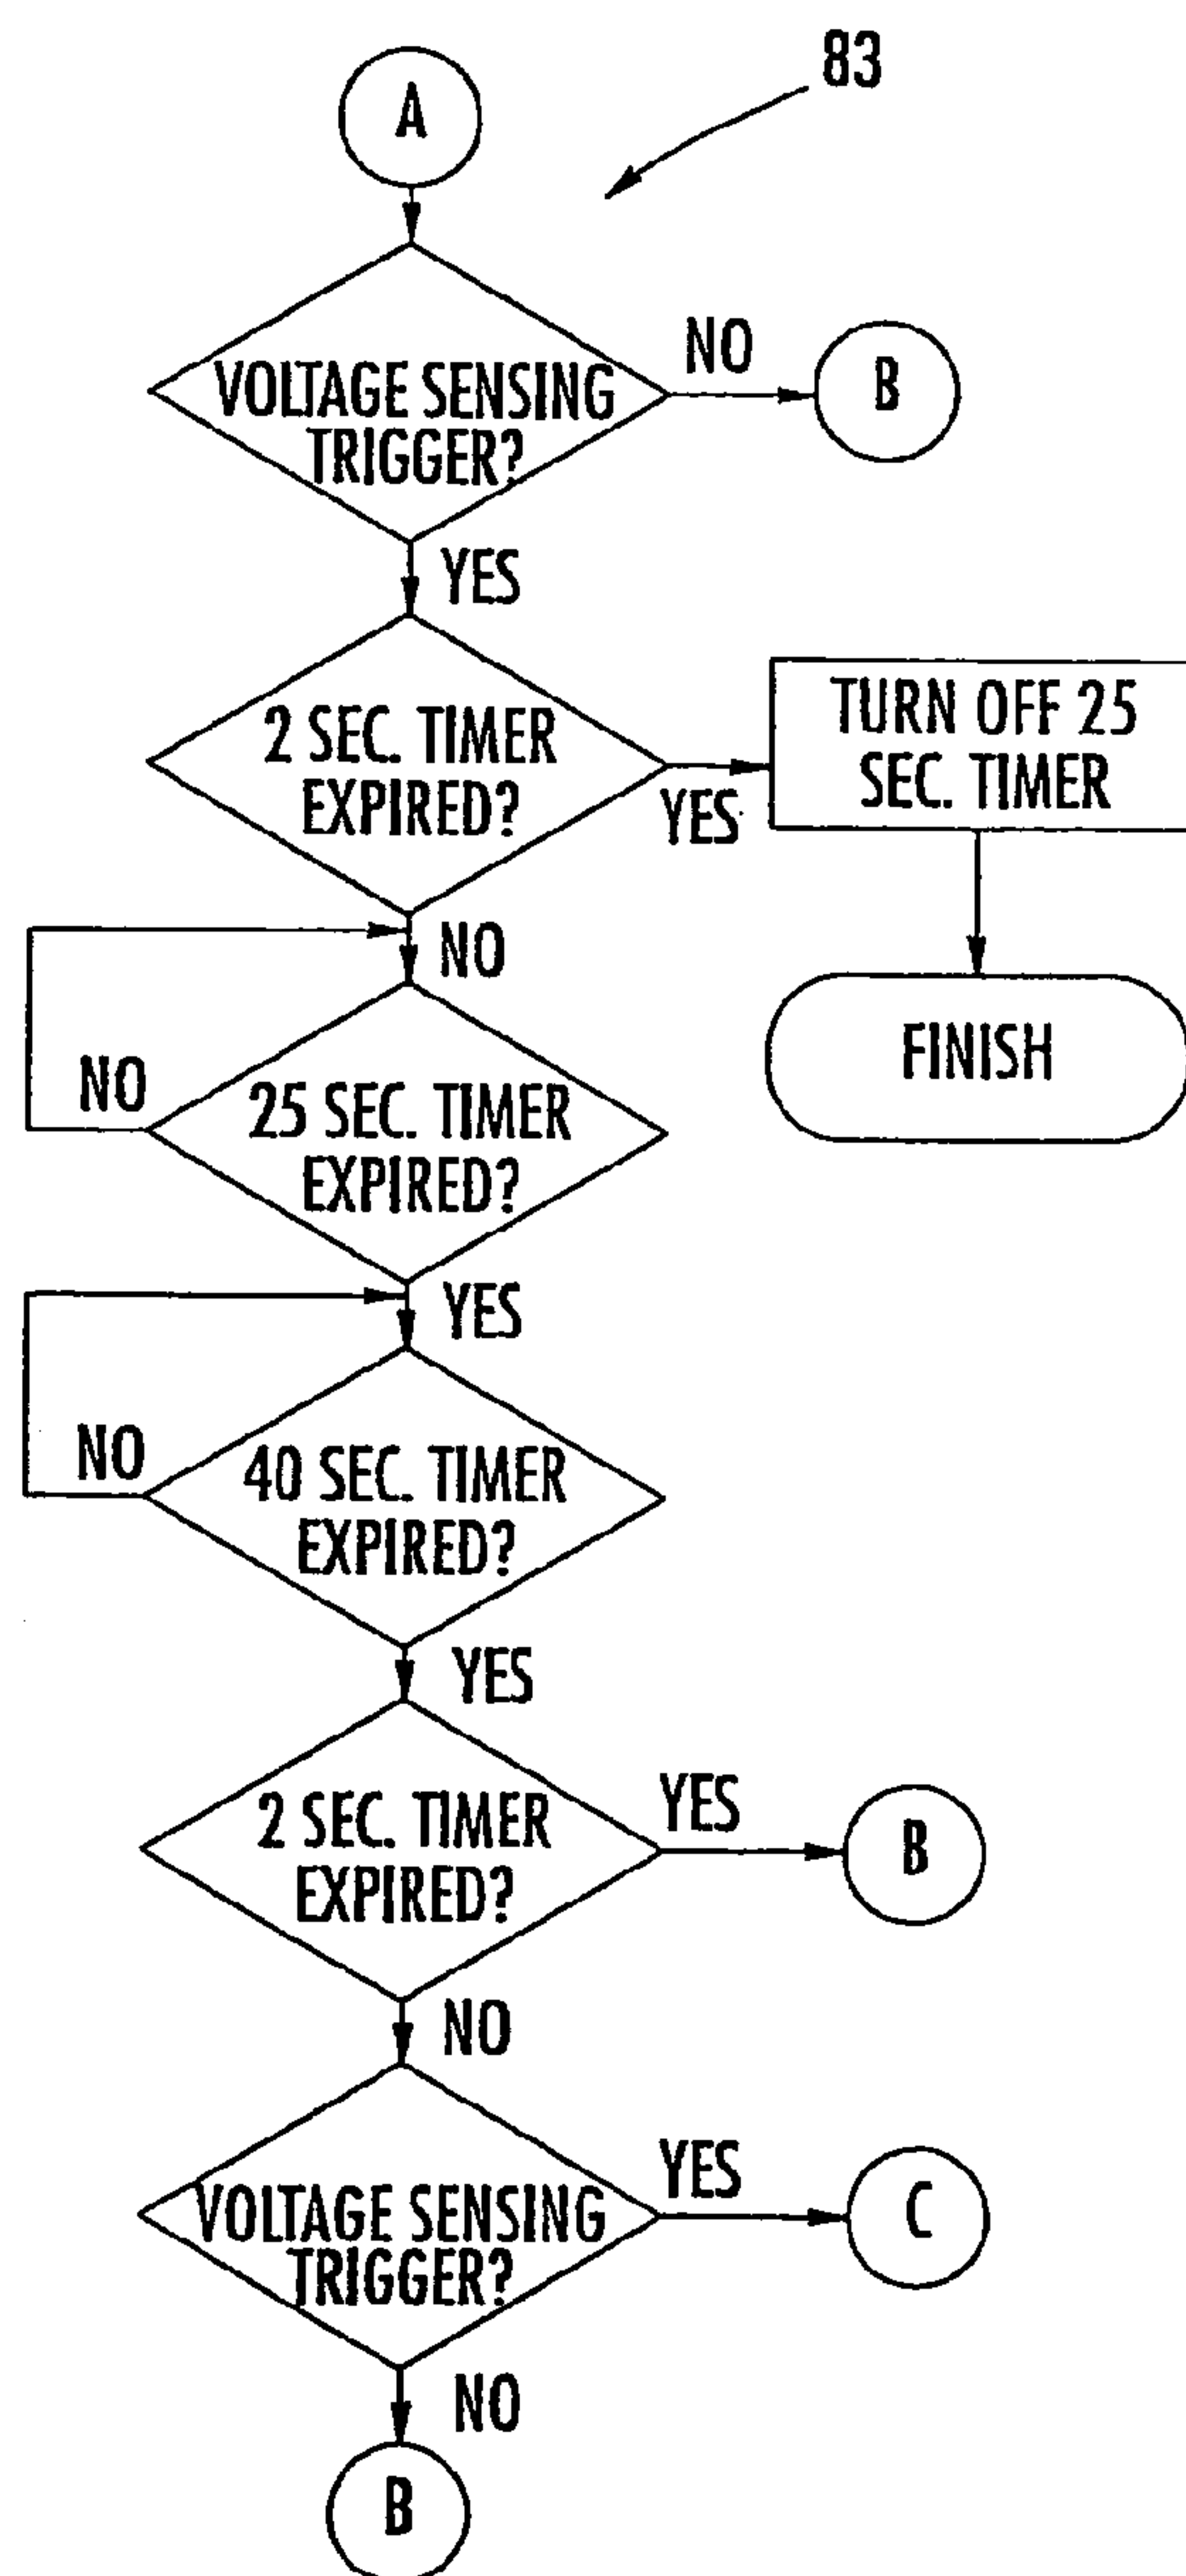 83
A
VOLTAGE SENSING
TRIGGER?
NO
B
YES
2 SEC. TIMER
EXPIRED?
YES
TURN OFF 25
SEC. TIMER
NO
FINISH
NO
25 SEC. TIMER
EXPIRED?
YES
NO
40 SEC. TIMER
EXPIRED?
YES
2 SEC. TIMER
EXPIRED?
YES
B
NO
VOLTAGE SENSING
TRIGGER?
YES
C
NO
B